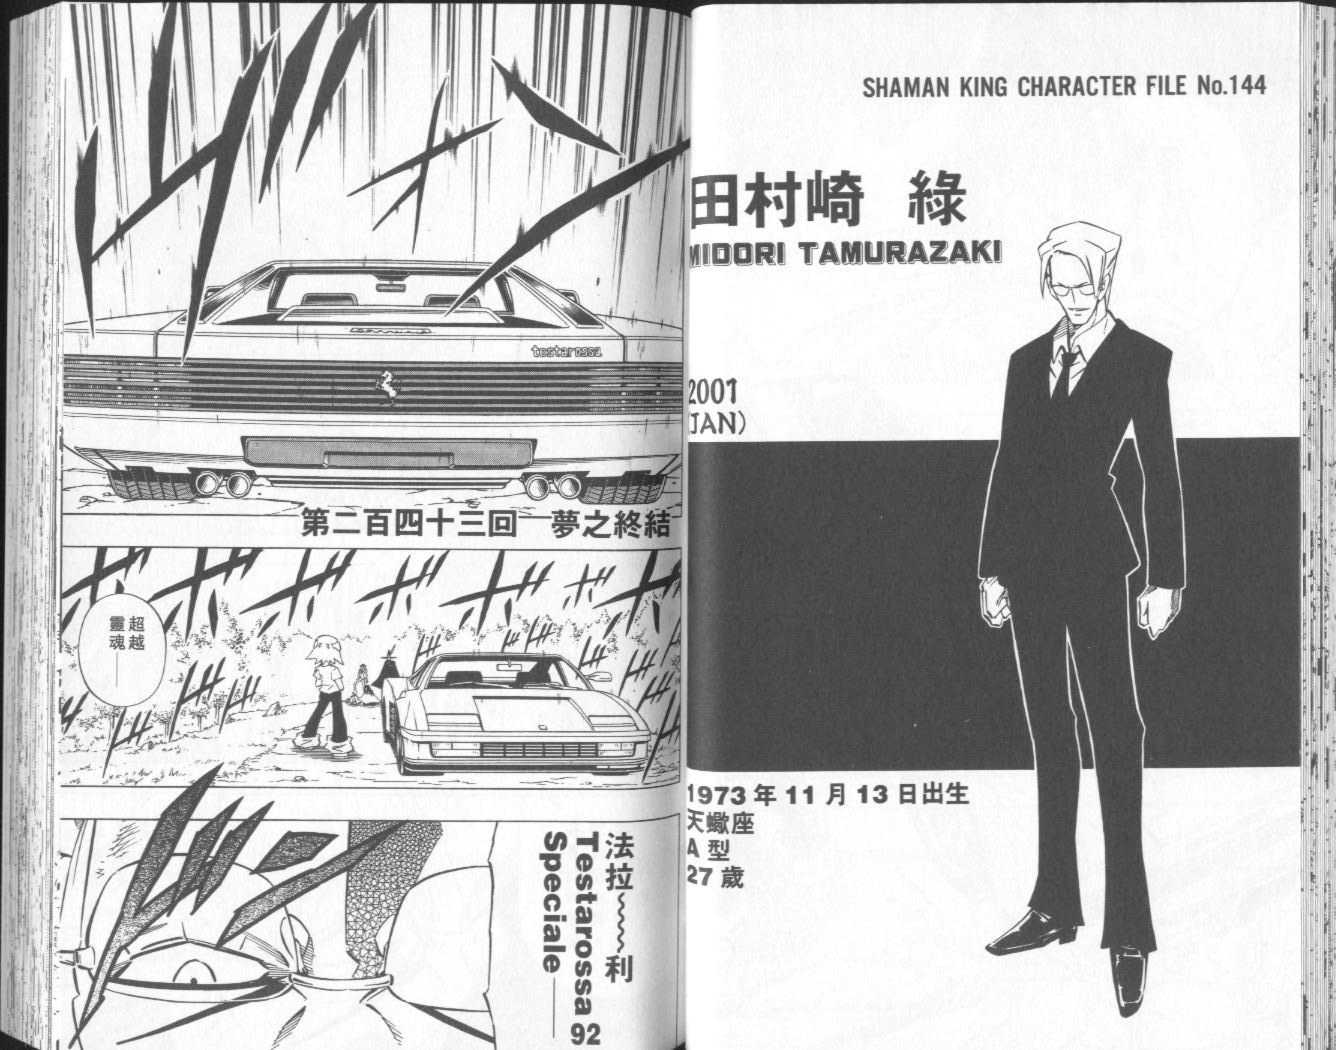 SHAMAN KING CHARACTER FILE No.144
田村崎 綠
MIDORI TAMURAZAKI
2001
(JAN)
1973年11月13日出生
天蠍座
A型
27歲
testarossa
第二百四十三回 夢之終結
超越
靈魂——
法拉～～～利
Testarossa 92
Speciale——